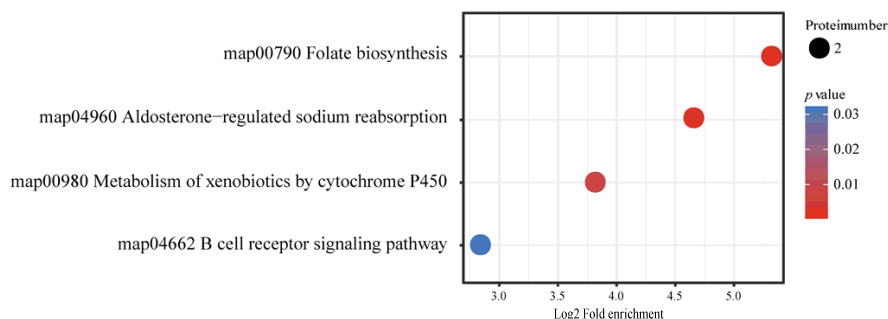 map00790 Folate biosynthesis
map04960 Aldosterone−regulated sodium reabsorption
map00980 Metabolism of xenobiotics by cytochrome P450
map04662 B cell receptor signaling pathway
3.0 3.5 4.0 4.5 5.0
Log2 Fold enrichment
Proteinnumber
2
p value
0.03
0.02
0.01